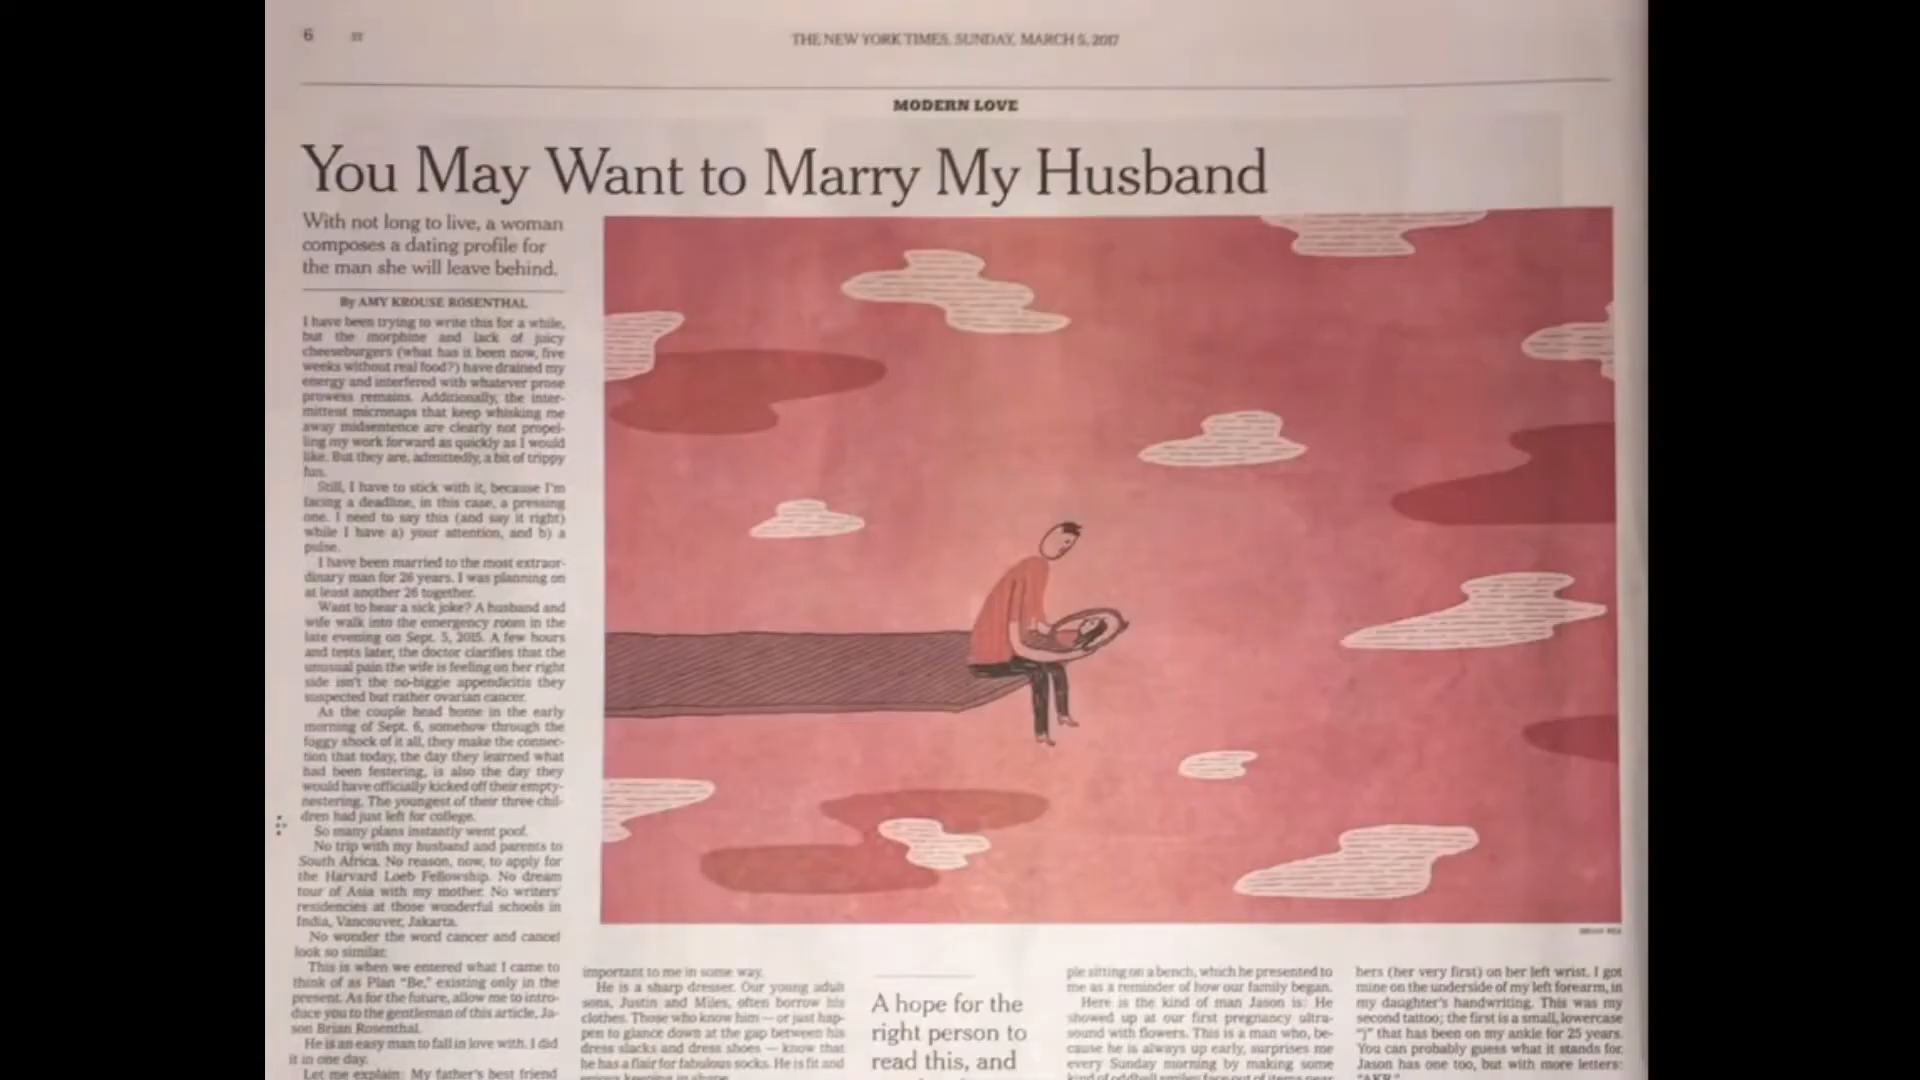 6
THE NEW YORK TIMES, SUNDAY, MARCH 5, 2017
MODERN LOVE
You May Want to Marry My Husband
With not long to live, a woman
composes a dating profile for
the man she will leave behind.
By AMY KROUSE ROSENTHAL
I have been trying to write this for a while,
but the morphine and lack of juicy
cheeseburgers (what has it been now, five
weeks without real food?) have drained my
energy and interfered with whatever prose
prowess remains. Additionally, the inter-
mittent micronaps that keep whisking me
away midsentence are clearly not propel-
ling my work forward as quickly as I would
like. But they are, admittedly, a bit of trippy
fun.
Still, I have to stick with it, because I'm
facing a deadline, in this case, a pressing
one. I need to say this (and say it right)
while I have a) your attention, and b) a
pulse.
I have been married to the most extraor-
dinary man for 26 years. I was planning on
at least another 26 together.
Want to hear a sick joke? A husband and
wife walk into the emergency room in the
late evening on Sept. 5, 2015. A few hours
and tests later, the doctor clarifies that the
unusual pain the wife is feeling on her right
side isn't the no-biggie appendicitis they
suspected but rather ovarian cancer.
As the couple head home in the early
morning of Sept. 6, somehow through the
foggy shock of it all, they make the connec-
tion that today, the day they learned what
had been festering, is also the day they
would have officially kicked off their empty-
nestering. The youngest of their three chil-
dren had just left for college.
So many plans instantly went poof.
No trip with my husband and parents to
South Africa. No reason, now, to apply for
the Harvard Loeb Fellowship. No dream
tour of Asia with my mother. No writers'
residencies at those wonderful schools in
India, Vancouver, Jakarta.
No wonder the word cancer and cancel
look so similar.
This is when we entered what I came to
think of as Plan "Be," existing only in the
present. As for the future, allow me to intro-
duce you to the gentleman of this article, Ja-
son Brian Rosenthal.
He is an easy man to fall in love with. I did
it in one day.
Let me explain: My father's best friend
BRIAN REA
important to me in some way.
He is a sharp dresser. Our young adult
sons, Justin and Miles, often borrow his
clothes. Those who know him — or just hap-
pen to glance down at the gap between his
dress slacks and dress shoes — know that
he has a flair for fabulous socks. He is fit and
enjoys keeping in shape.
A hope for the
right person to
read this, and
ple sitting on a bench, which he presented to
me as a reminder of how our family began.
Here is the kind of man Jason is: He
showed up at our first pregnancy ultra-
sound with flowers. This is a man who, be-
cause he is always up early, surprises me
every Sunday morning by making some
kind of oddball smiley face out of items near
hers (her very first) on her left wrist. I got
mine on the underside of my left forearm, in
my daughter's handwriting. This was my
second tattoo; the first is a small, lowercase
"j" that has been on my ankle for 25 years.
You can probably guess what it stands for.
Jason has one too, but with more letters:
"AKR."